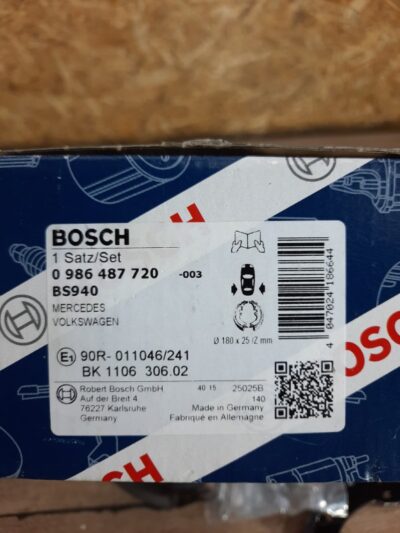 BOSCH
1 Satz/Set
0 986 487 720 -003
BS940
MERCEDES
VOLKSWAGEN
Ø 180 x 25 /2 mm
E1 90R- 011046/241
BK 1106 306.02
Robert Bosch GmbH
Auf der Breit 4
76227 Karlsruhe
Germany
40 15 25025B
140
Made in Germany
Fabriqué en Allemagne
4 047024 186644
BOSCH
OSCH